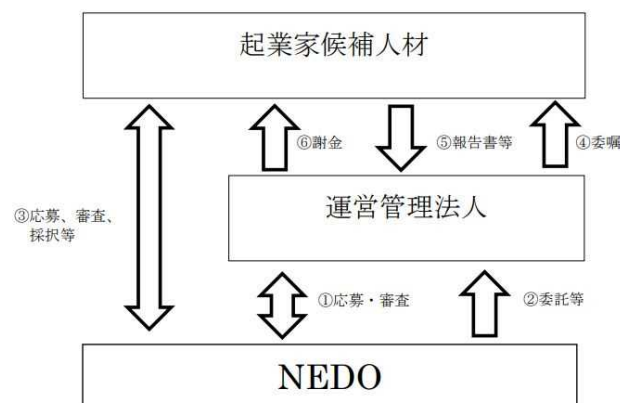 起業家候補人材
⑥謝金
⑤報告書等
④委嘱
③応募、審査、
採択等
運営管理法人
①応募・審査
②委託等
NEDO